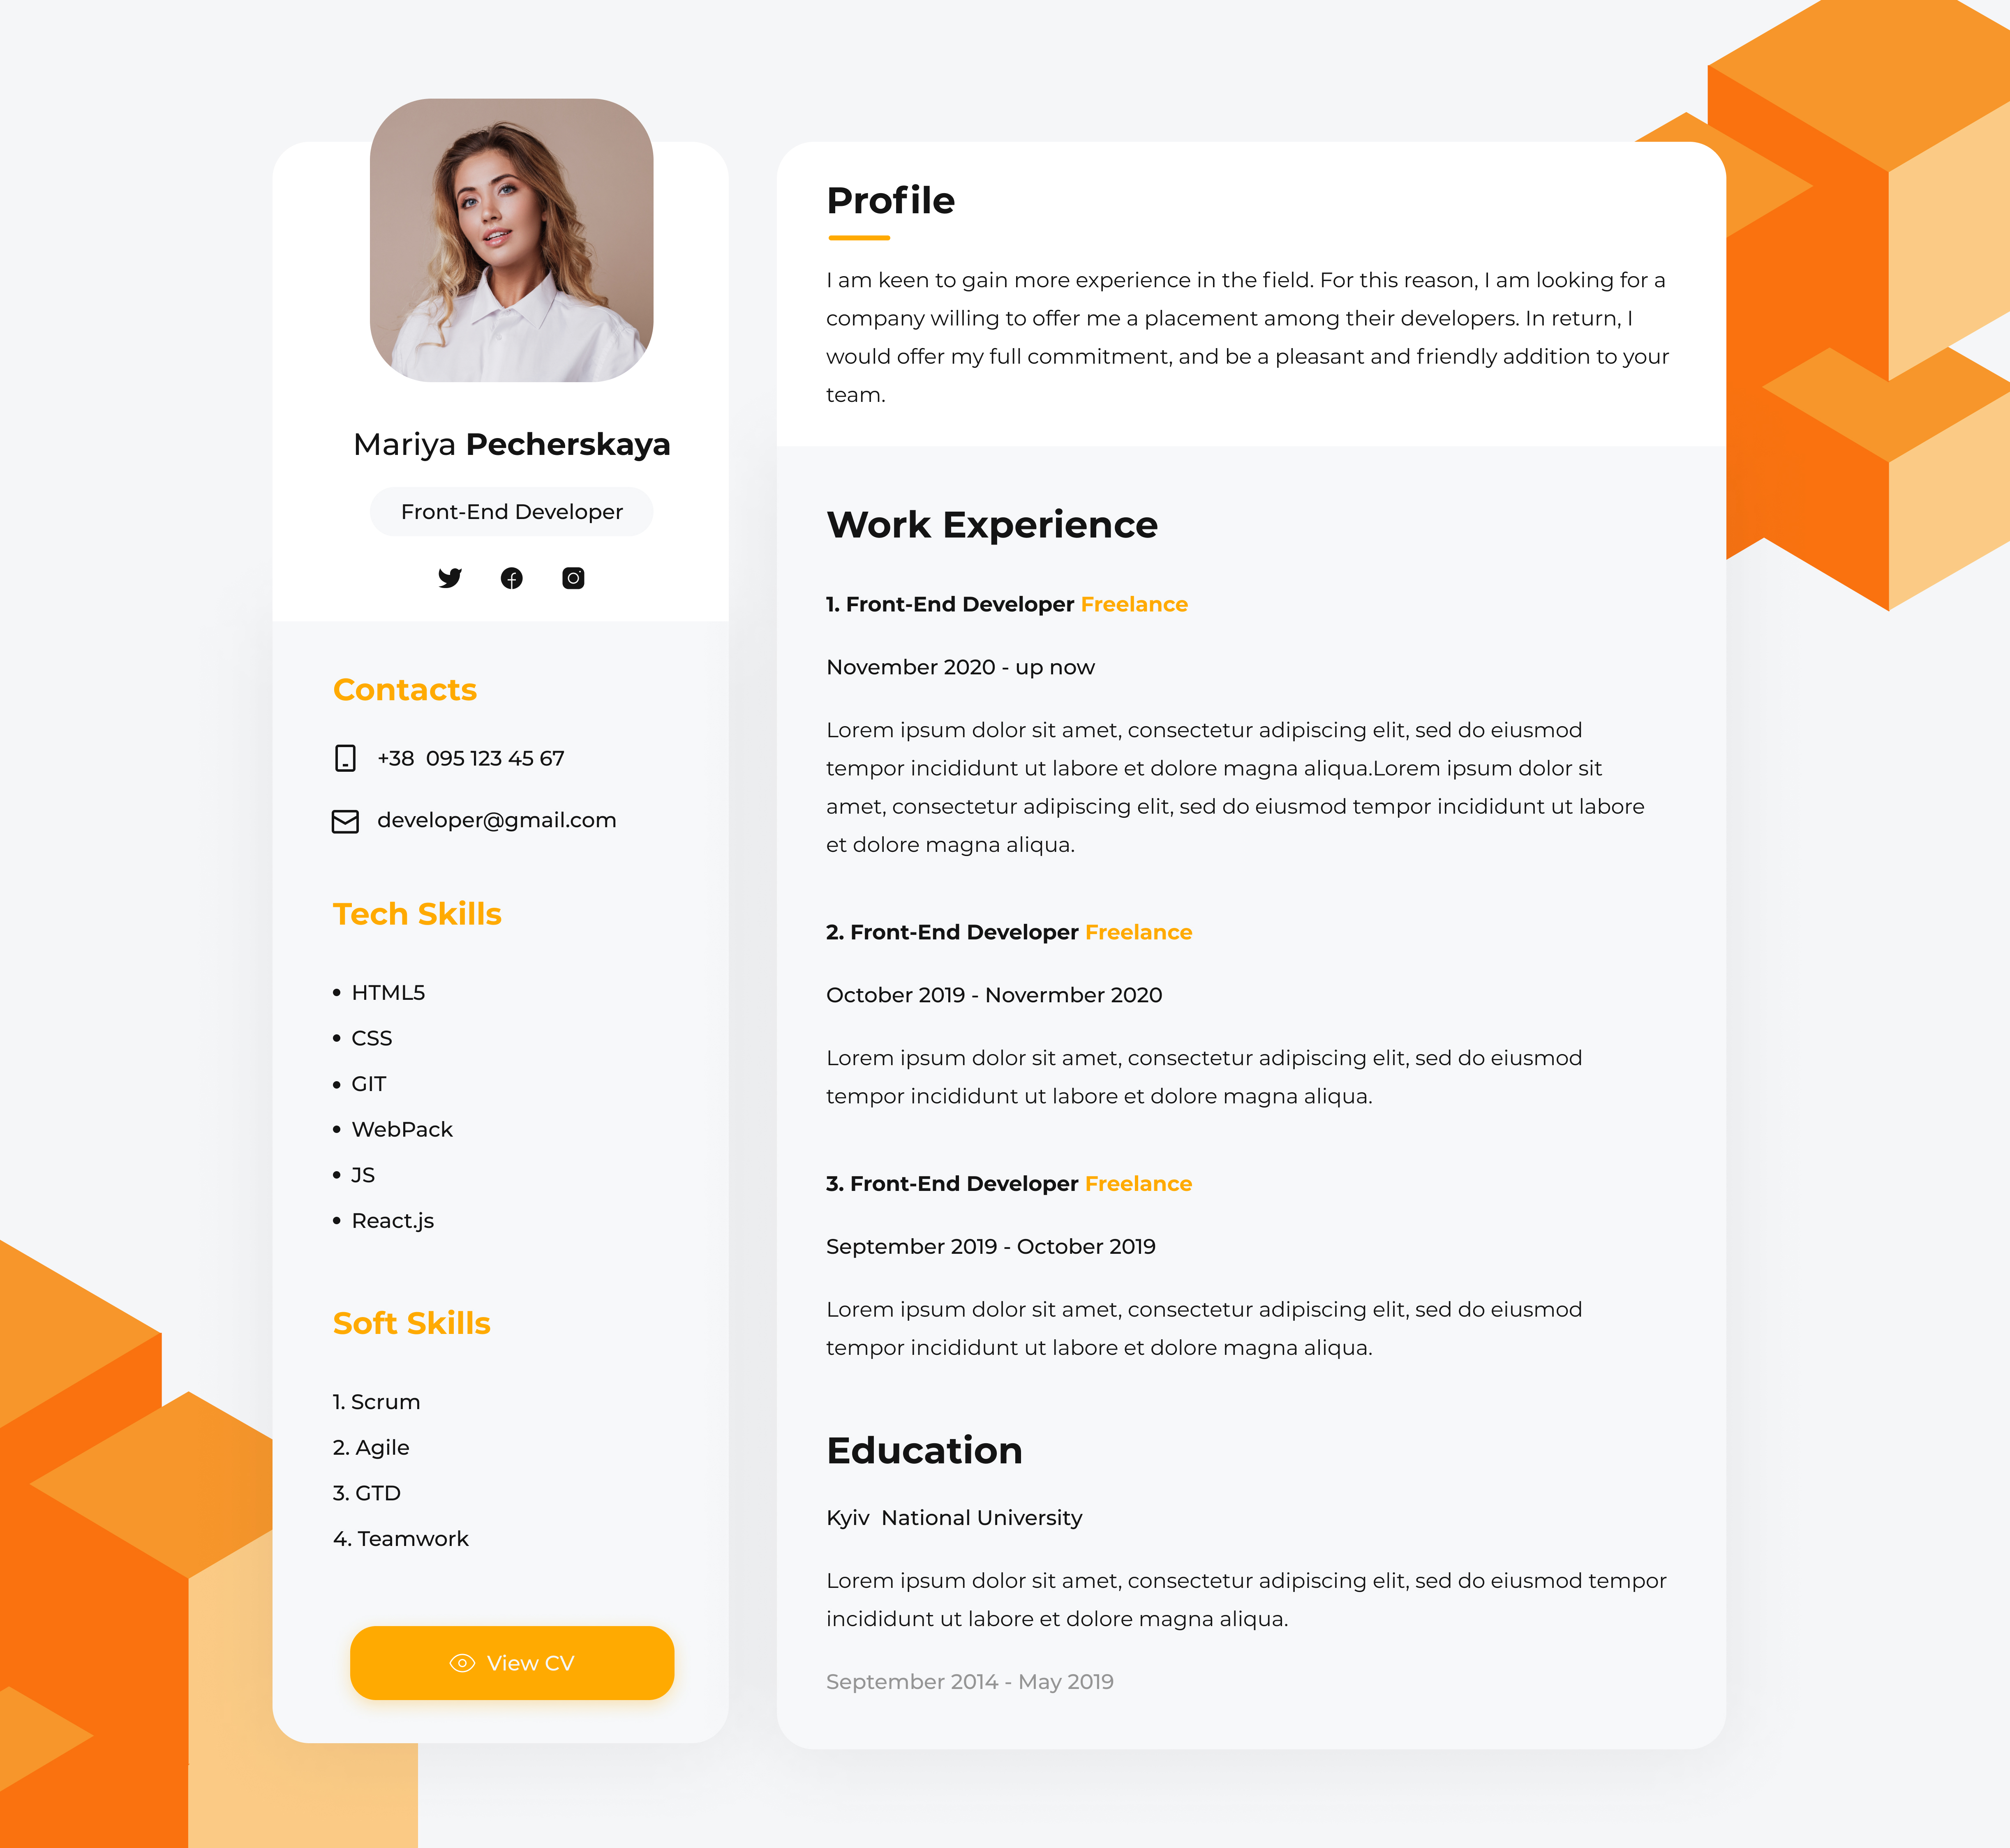 Mariya Pecherskaya
Front-End Developer
Contacts
+38  095 123 45 67
developer@gmail.com
Tech Skills
• HTML5
• CSS
• GIT
• WebPack
• JS
• React.js
Soft Skills
1. Scrum
2. Agile
3. GTD
4. Teamwork
View CV
Profile
I am keen to gain more experience in the field. For this reason, I am looking for a
company willing to offer me a placement among their developers. In return, I
would offer my full commitment, and be a pleasant and friendly addition to your
team.
Work Experience
1. Front-End Developer Freelance
November 2020 - up now
Lorem ipsum dolor sit amet, consectetur adipiscing elit, sed do eiusmod
tempor incididunt ut labore et dolore magna aliqua.Lorem ipsum dolor sit
amet, consectetur adipiscing elit, sed do eiusmod tempor incididunt ut labore
et dolore magna aliqua.
2. Front-End Developer Freelance
October 2019 - Novermber 2020
Lorem ipsum dolor sit amet, consectetur adipiscing elit, sed do eiusmod
tempor incididunt ut labore et dolore magna aliqua.
3. Front-End Developer Freelance
September 2019 - October 2019
Lorem ipsum dolor sit amet, consectetur adipiscing elit, sed do eiusmod
tempor incididunt ut labore et dolore magna aliqua.
Education
Kyiv  National University
Lorem ipsum dolor sit amet, consectetur adipiscing elit, sed do eiusmod tempor
incididunt ut labore et dolore magna aliqua.
September 2014 - May 2019